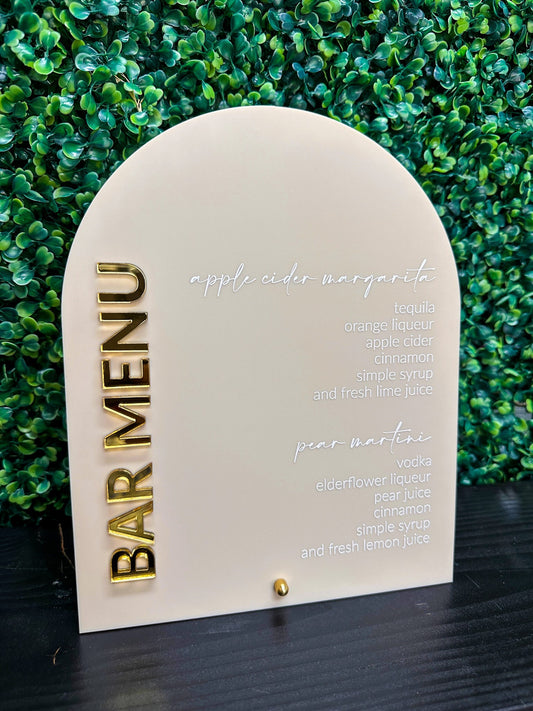 BAR MENU
apple cider margarita
tequila
orange liqueur
apple cider
cinnamon
simple syrup
and fresh lime juice
pear martini
vodka
elderflower liqueur
pear juice
cinnamon
simple syrup
and fresh lemon juice